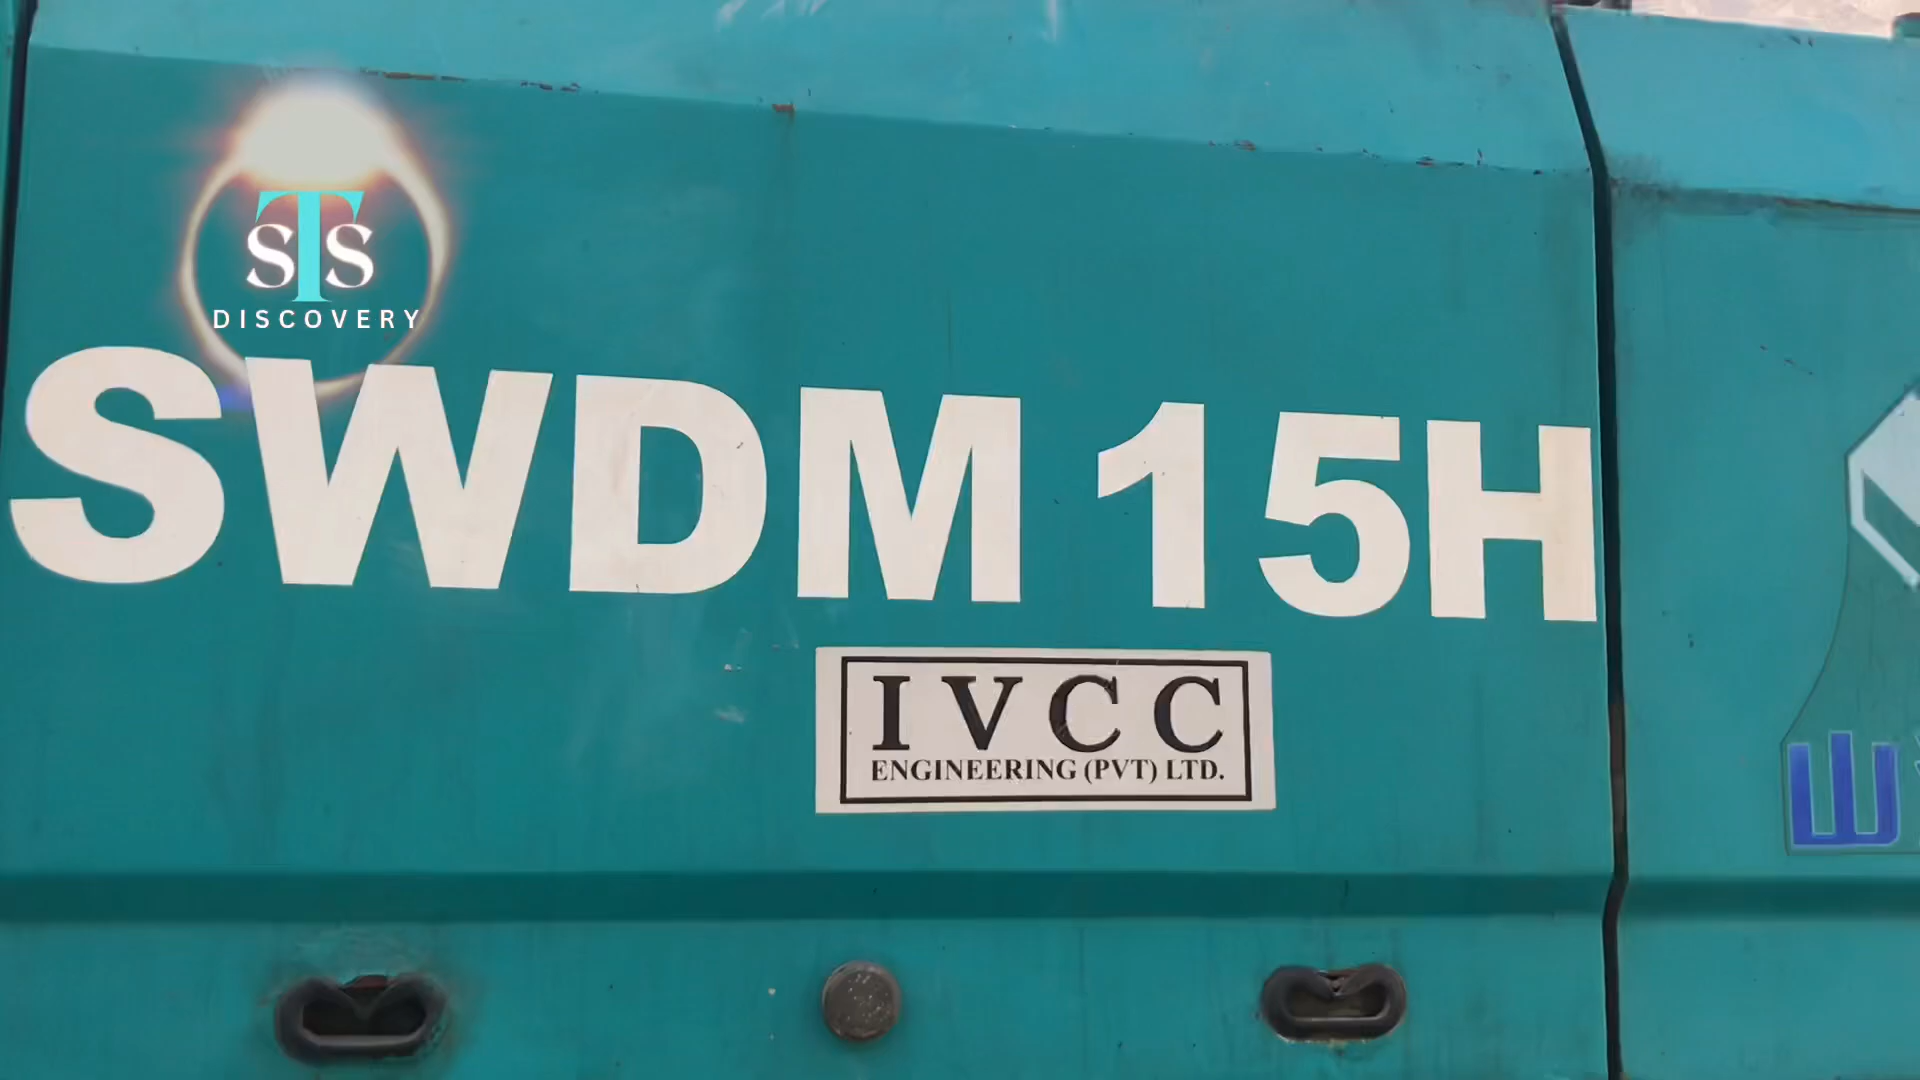 STS
DISCOVERY
SWDM 15H
IVCC
ENGINEERING (PVT) LTD.